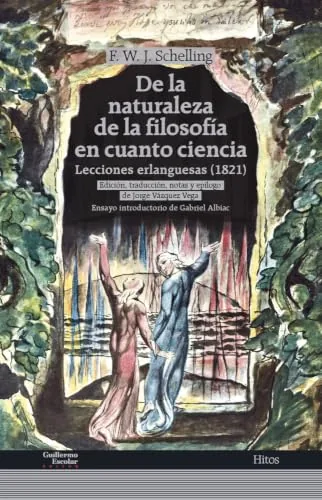 F. W. J. Schelling
De la
naturaleza
de la filosofía
en cuanto ciencia
Lecciones erlanguesas (1821)
Edición, traducción, notas y epílogo
de Jorge Vázquez Vega
Ensayo introductorio de Gabriel Albiac
Guillermo
Escolar
EDITOR
Hitos